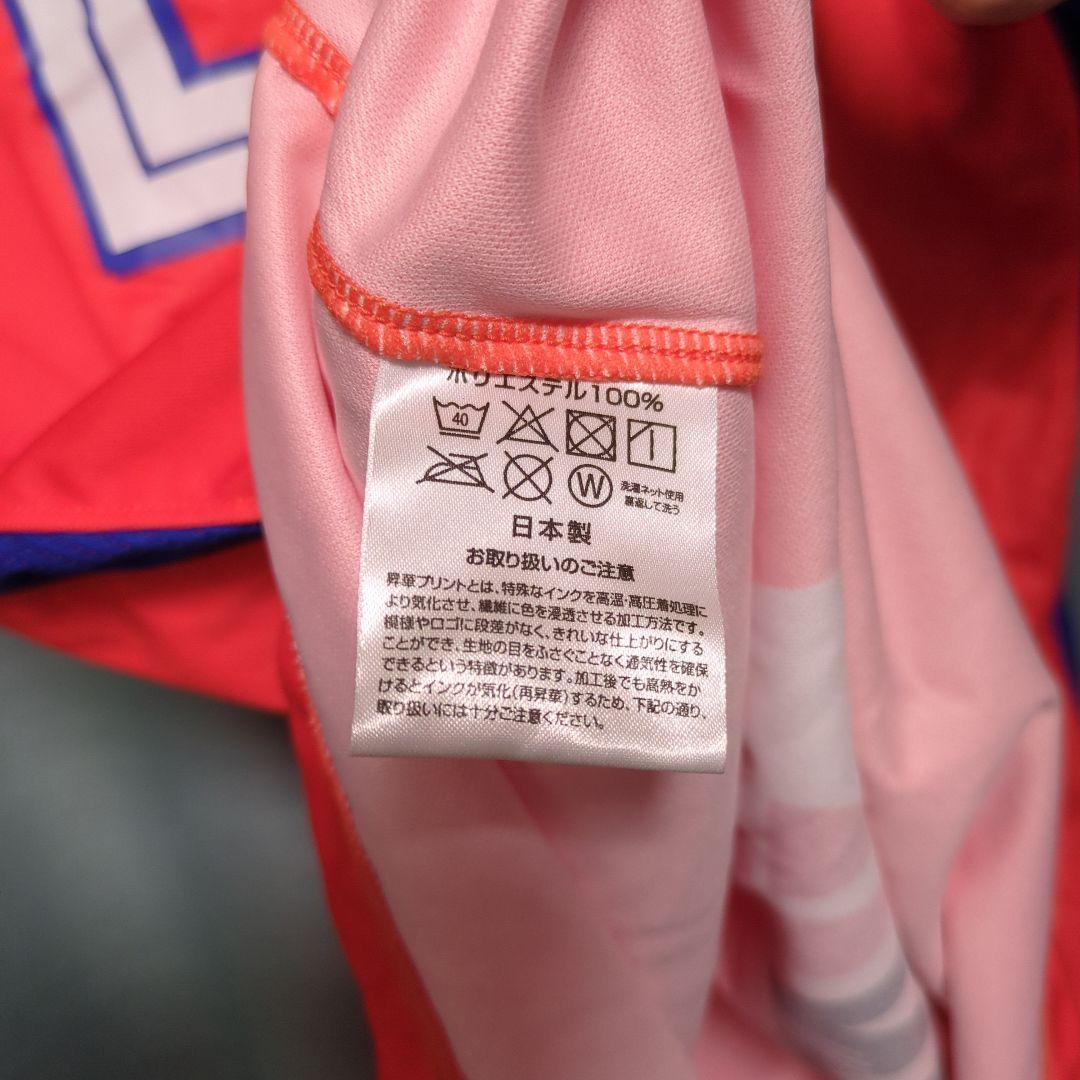 ポリエステル100%
40
W
洗濯ネット使用
裏返して洗う
日本製
お取り扱いのご注意
昇華プリントとは、特殊なインクを高温・高圧着処理に
より気化させ、繊維に色を浸透させる加工方法です。
模様やロゴに段差がなく、きれいな仕上がりにする
ことができ、生地の目をふさぐことなく通気性を確保
できるという特徴があります。加工後でも高熱をか
けるとインクが気化(再昇華)するため、下記の通り、
取り扱いには十分ご注意ください。